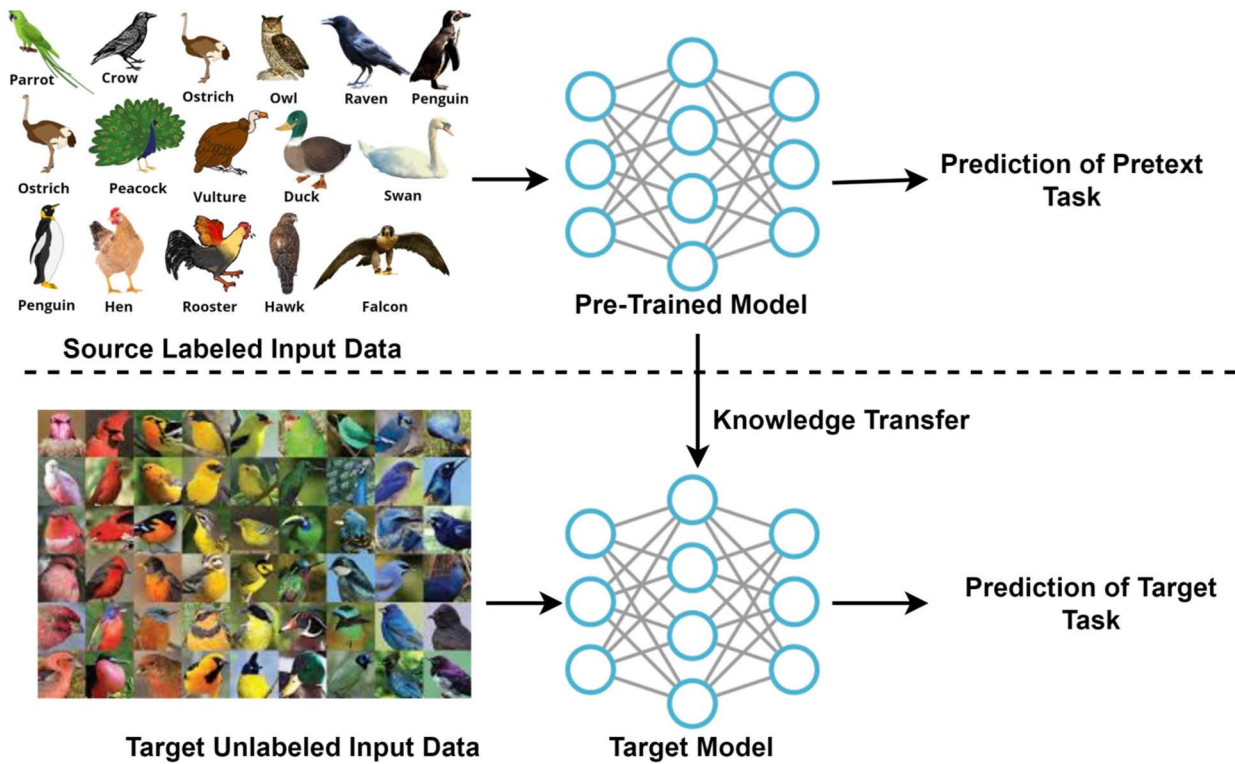 Parrot
Crow
Ostrich
Owl
Raven
Penguin
Ostrich
Peacock
Vulture
Duck
Swan
Penguin
Hen
Rooster
Hawk
Falcon
Source Labeled Input Data
Pre-Trained Model
Prediction of Pretext
Task
Knowledge Transfer
Target Unlabeled Input Data
Target Model
Prediction of Target
Task